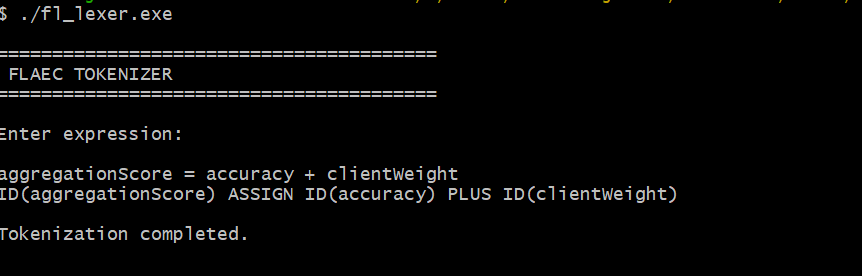 $ ./fl_lexer.exe
=========================================
FLAEC TOKENIZER
=========================================
Enter expression:
aggregationScore = accuracy + clientWeight
ID(aggregationScore) ASSIGN ID(accuracy) PLUS ID(clientWeight)
Tokenization completed.